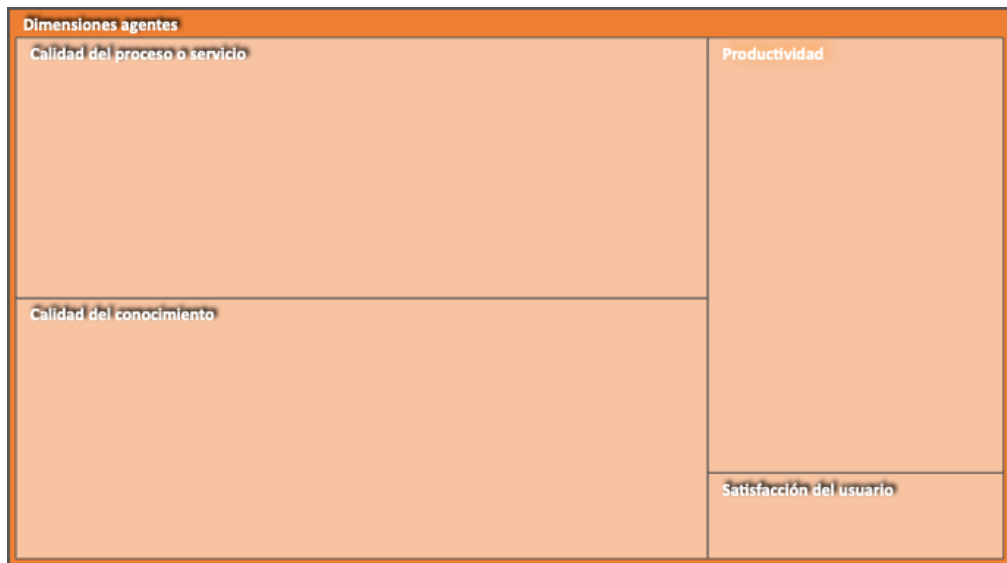 Dimensiones agentes
Calidad del proceso o servicio
Productividad
Calidad del conocimiento
Satisfacción del usuario